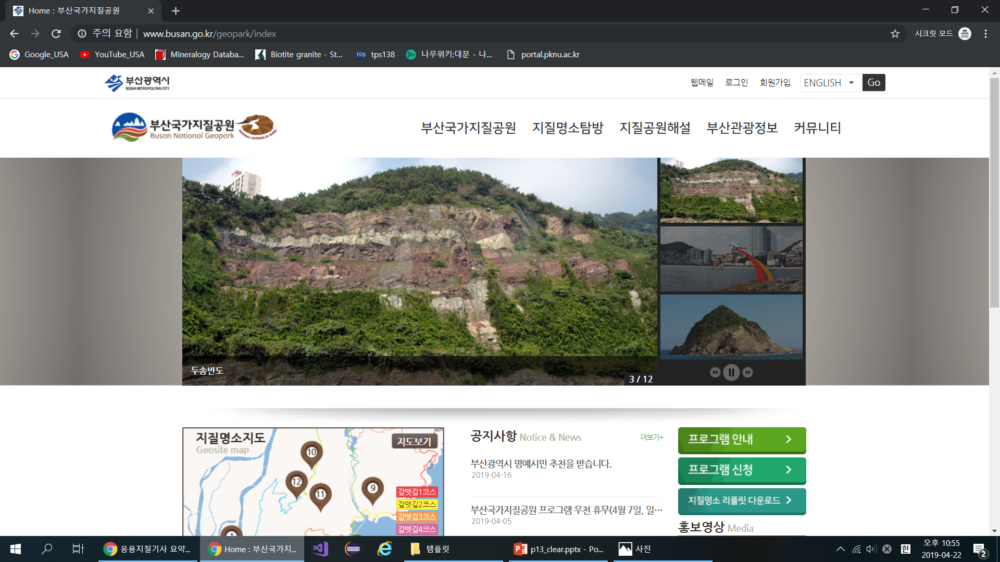 Home : 부산국가지질공원
주의 요함 | www.busan.go.kr/geopark/index
시크릿 모드
Google_USA YouTube_USA Mineralogy Databa... Biotite granite - St... tps138 나무위키:대문 - 나... portal.pknu.ac.kr
부산광역시
BUSAN METROPOLITAN CITY
웹메일 로그인 회원가입 ENGLISH Go
부산국가지질공원
Busan National Geopark
NATIONAL GEOPARKS OF KOREA
부산국가지질공원 지질명소탐방 지질공원해설 부산관광정보 커뮤니티
두송반도
3 / 12
지질명소지도
Geosite map
지도보기
10
12
11
9
1
갈맷길1코스
갈맷길2코스
갈맷길3코스
갈맷길4코스
공지사항 Notice & News 더보기+
부산광역시 명예시민 추천을 받습니다.
2019-04-16
부산국가지질공원 프로그램 우천 휴무(4월 7일, 일…
2019-04-05
프로그램 안내
프로그램 신청
지질명소 리플릿 다운로드
홍보영상 Media
응용지질기사 요약... Home : 부산국가지... 템플릿 p13_clear.pptx - Po... 사진
한
오후 10:55
2019-04-22
2